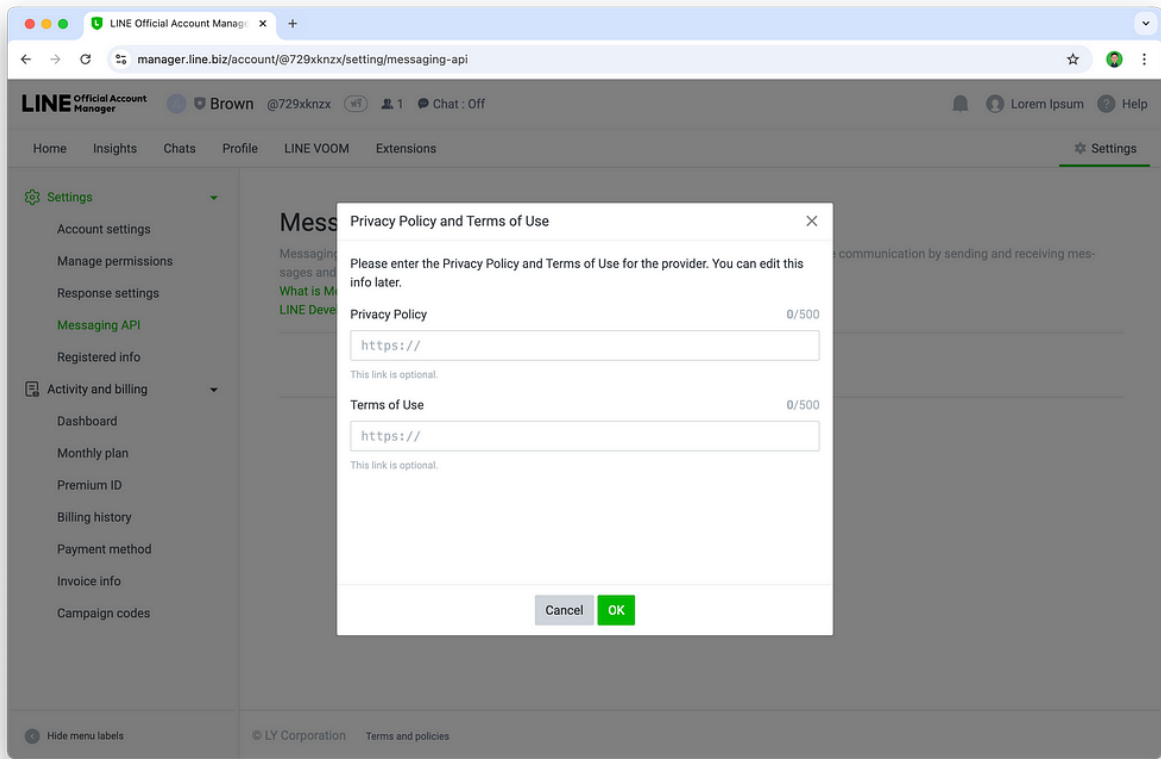 LINE Official Account Manage
manager.line.biz/account/@729xknzx/setting/messaging-api
LINE Official Account Manager
Brown @729xknzx ฟรี 1 Chat : Off
Lorem Ipsum ? Help
Home Insights Chats Profile LINE VOOM Extensions Settings
Settings
Account settings
Manage permissions
Response settings
Messaging API
Registered info
Activity and billing
Dashboard
Monthly plan
Premium ID
Billing history
Payment method
Invoice info
Campaign codes
Hide menu labels
Mess
Messaging
communication by sending and receiving mes-
sages and
What is Me
LINE Deve
Privacy Policy and Terms of Use
Please enter the Privacy Policy and Terms of Use for the provider. You can edit this
info later.
Privacy Policy 0/500
https://
This link is optional.
Terms of Use 0/500
https://
This link is optional.
Cancel OK
© LY Corporation Terms and policies